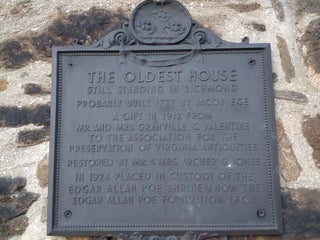 THE OLDEST HOUSE
STILL STANDING IN RICHMOND
PROBABLY BUILT 1737 BY JACOB EGE
A GIFT IN 1912 FROM
MR. AND MRS. GRANVILLE G. VALENTINE
TO THE ASSOCIATION FOR THE
PRESERVATION OF VIRGINIA ANTIQUITIES
RESTORED BY MR. & MRS. ARCHER G. JONES
IN 1924 PLACED IN CUSTODY OF THE
EDGAR ALLAN POE SHRINE (NOW THE
EDGAR ALLAN POE FOUNDATION, INC.)